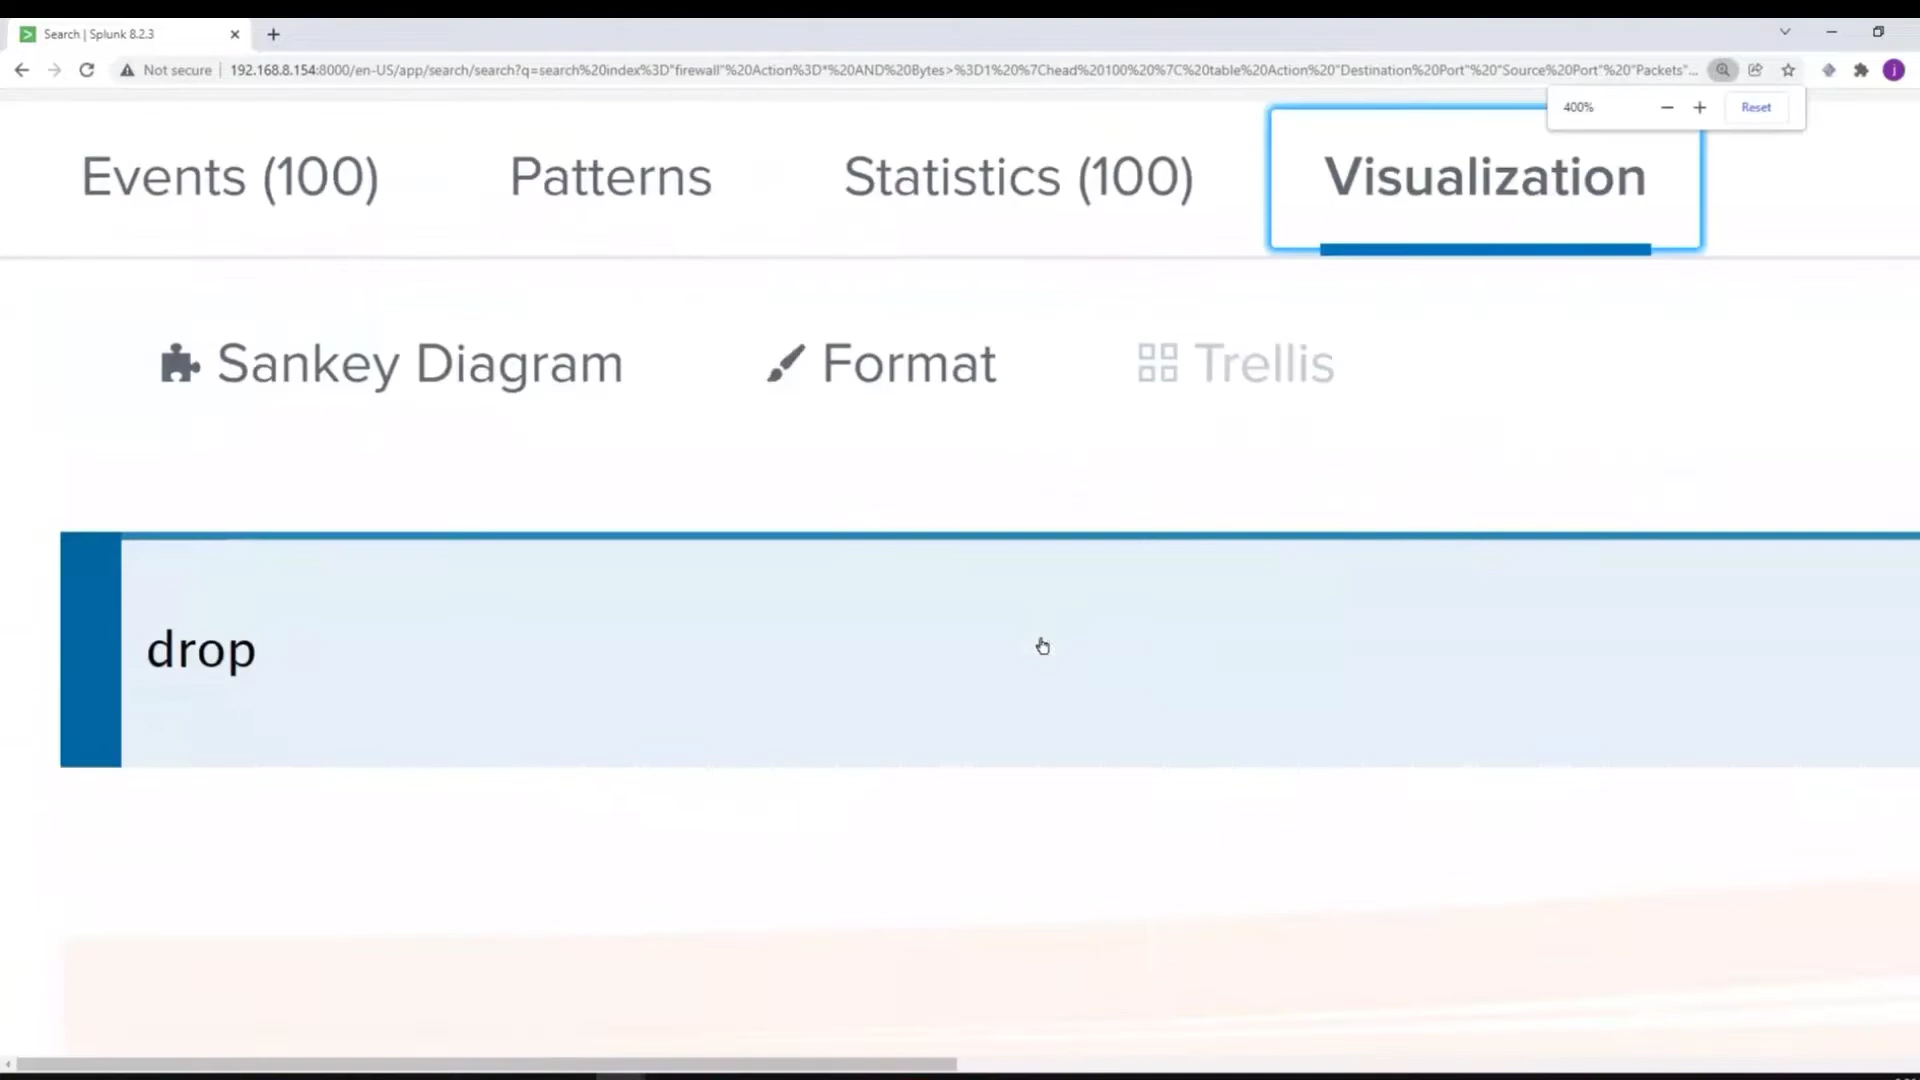 Search | Splunk 8.2.3
Not secure
192.168.8.154:8000/en-US/app/search/search?q=search%20index%3D"firewall"%20Action%3D*%20AND%20Bytes>%3D1%20%7Chead%20100%20%7C%20table%20Action%20"Destination%20Port"%20"Source%20Port"%20"Packets"...
j
400%
Reset
Events (100)
Patterns
Statistics (100)
Visualization
Sankey Diagram
Format
Trellis
drop